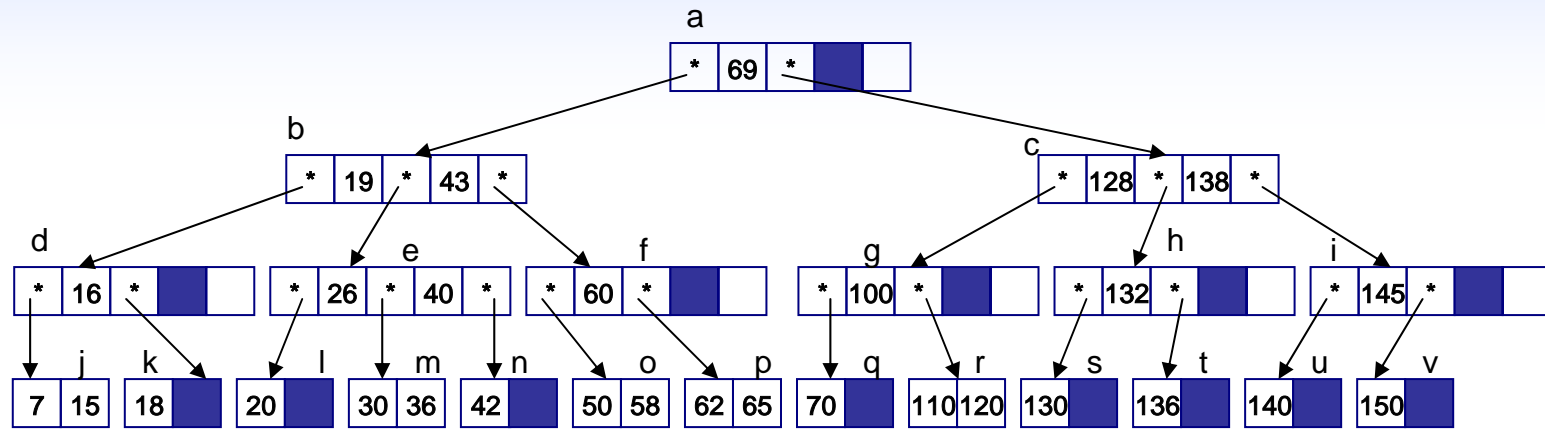 a
* 69 *
b
c
* 19 * 43 *
* 128 * 138 *
d
e
f
g
h
i
* 16 *
* 26 * 40 *
* 60 *
* 100 *
* 132 *
* 145 *
j
k
l
m
n
o
p
q
r
s
t
u
v
7 15
18
20
30 36
42
50 58
62 65
70
110 120
130
136
140
150